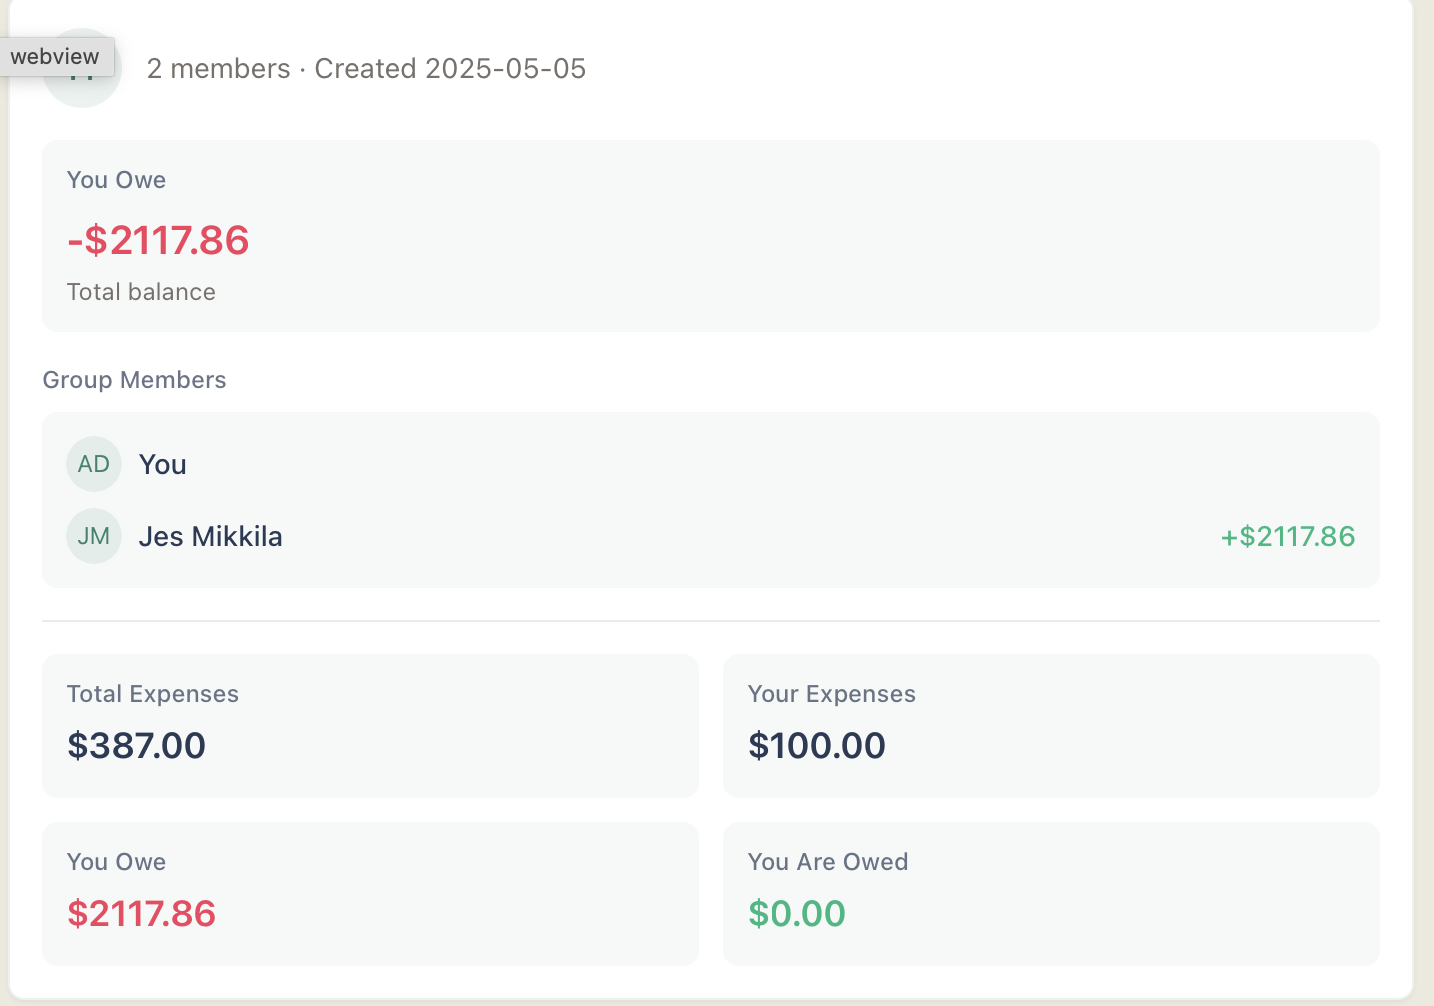 webview
2 members · Created 2025-05-05
You Owe
-$2117.86
Total balance
Group Members
AD You
JM Jes Mikkila +$2117.86
Total Expenses Your Expenses
$387.00 $100.00
You Owe You Are Owed
$2117.86 $0.00